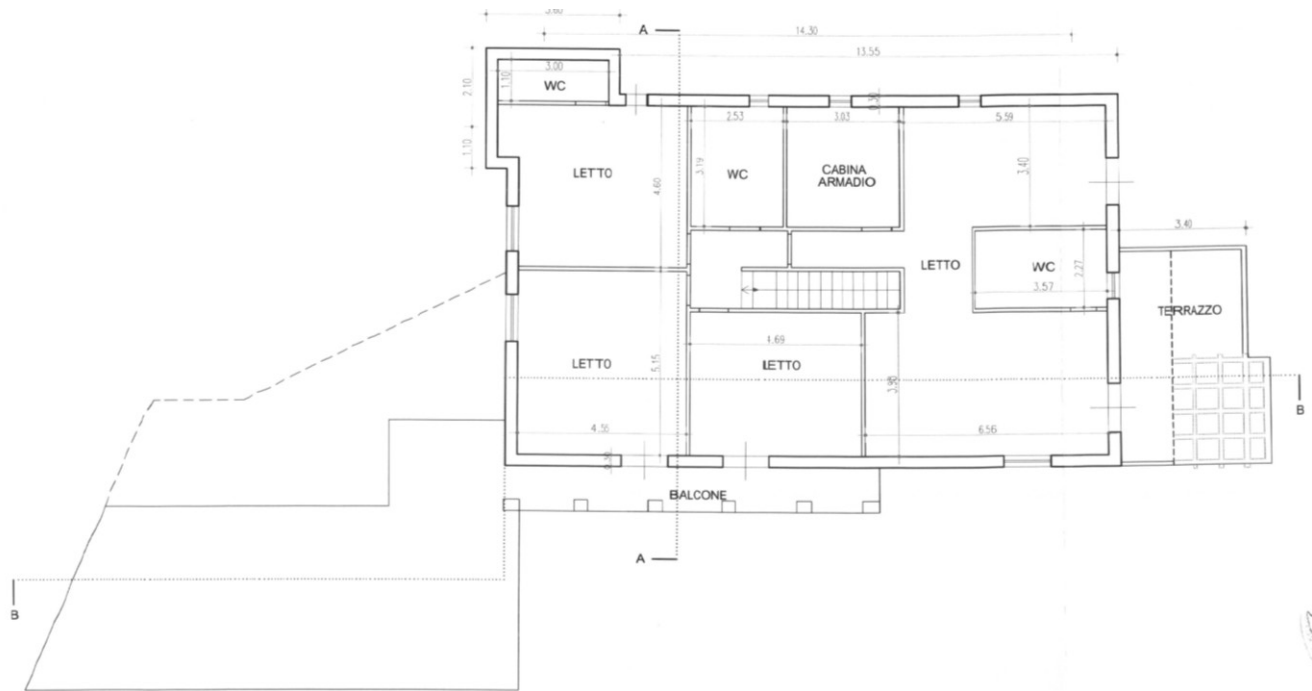 3.60
A
14.30
13.55
3.00
1.10
WC
2.10
0.30
2.53
3.03
5.59
1.10
LETTO
4.60
3.19
WC
CABINA
ARMADIO
3.40
3.40
LETTO
WC
2.27
3.57
TERRAZZO
LETTO
5.15
4.69
LETTO
3.90
4.55
6.56
B
0.30
BALCONE
A
B